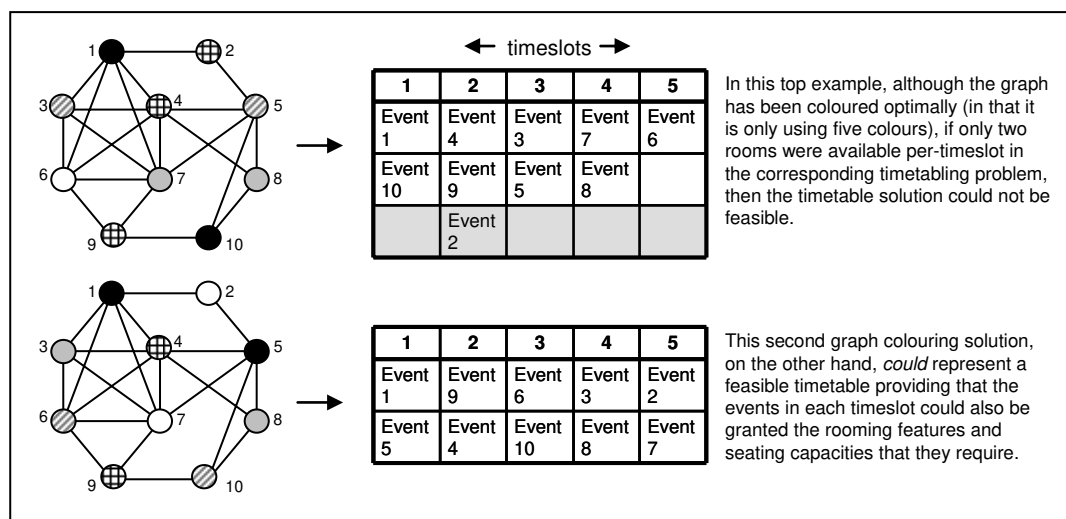 1
2
3
4
5
6
7
8
9
10
timeslots
1 2 3 4 5
Event Event Event Event Event
1 4 3 7 6
Event Event Event Event
10 9 5 8
Event
2
In this top example, although the graph
has been coloured optimally (in that it
is only using five colours), if only two
rooms were available per-timeslot in
the corresponding timetabling problem,
then the timetable solution could not be
feasible.
1
2
3
4
5
6
7
8
9
10
1 2 3 4 5
Event Event Event Event Event
1 9 6 3 2
Event Event Event Event Event
5 4 10 8 7
This second graph colouring solution,
on the other hand, could represent a
feasible timetable providing that the
events in each timeslot could also be
granted the rooming features and
seating capacities that they require.